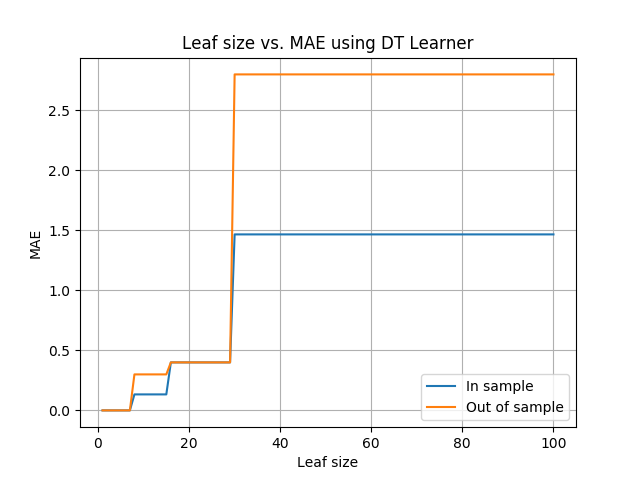 Leaf size vs. MAE using DT Learner
MAE
2.5
2.0
1.5
1.0
0.5
0.0
0 20 40 60 80 100
Leaf size
In sample
Out of sample